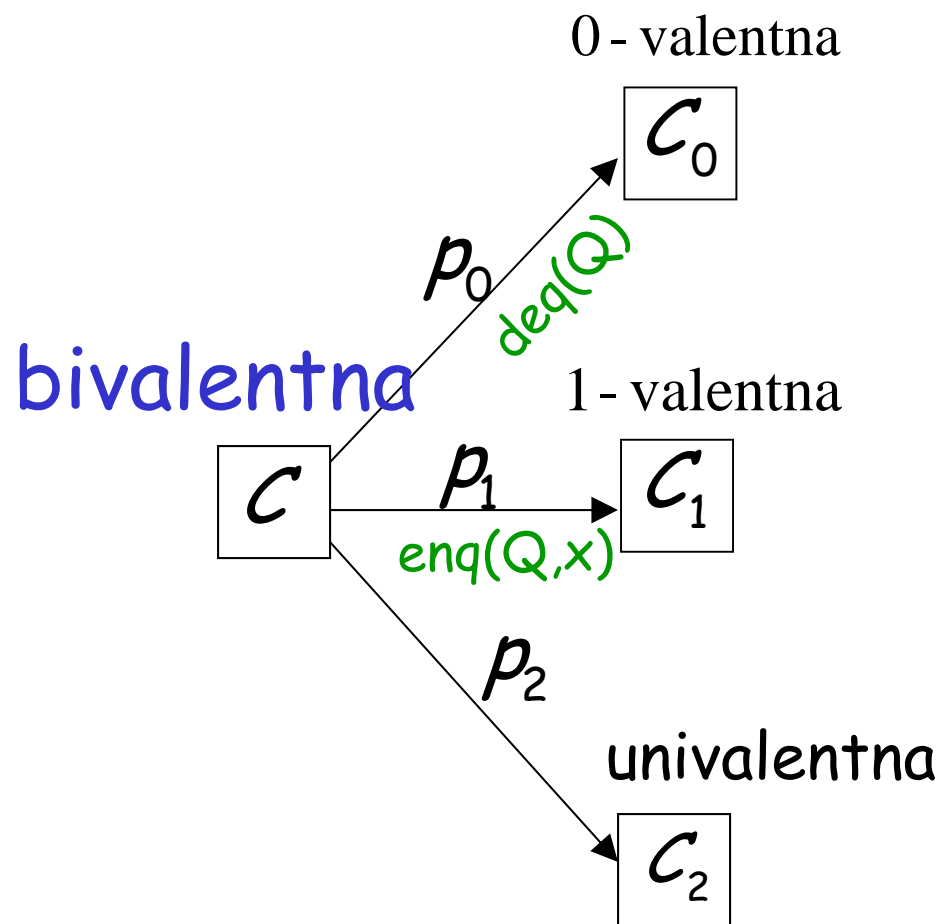 0 - valentna
C0
p0
deq(Q)
bivalentna
1 - valentna
C
p1
C1
enq(Q,x)
p2
univalentna
C2